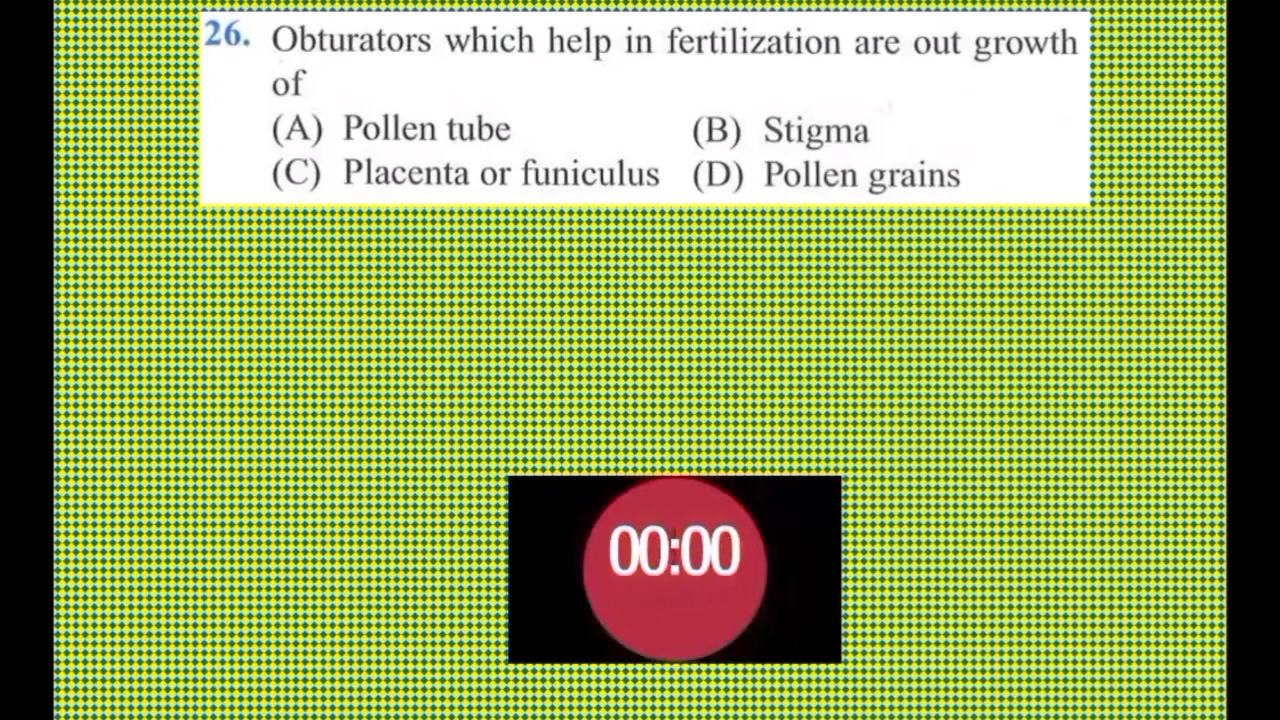 26. Obturators which help in fertilization are out growth
of
(A) Pollen tube (B) Stigma
(C) Placenta or funiculus (D) Pollen grains
00:00